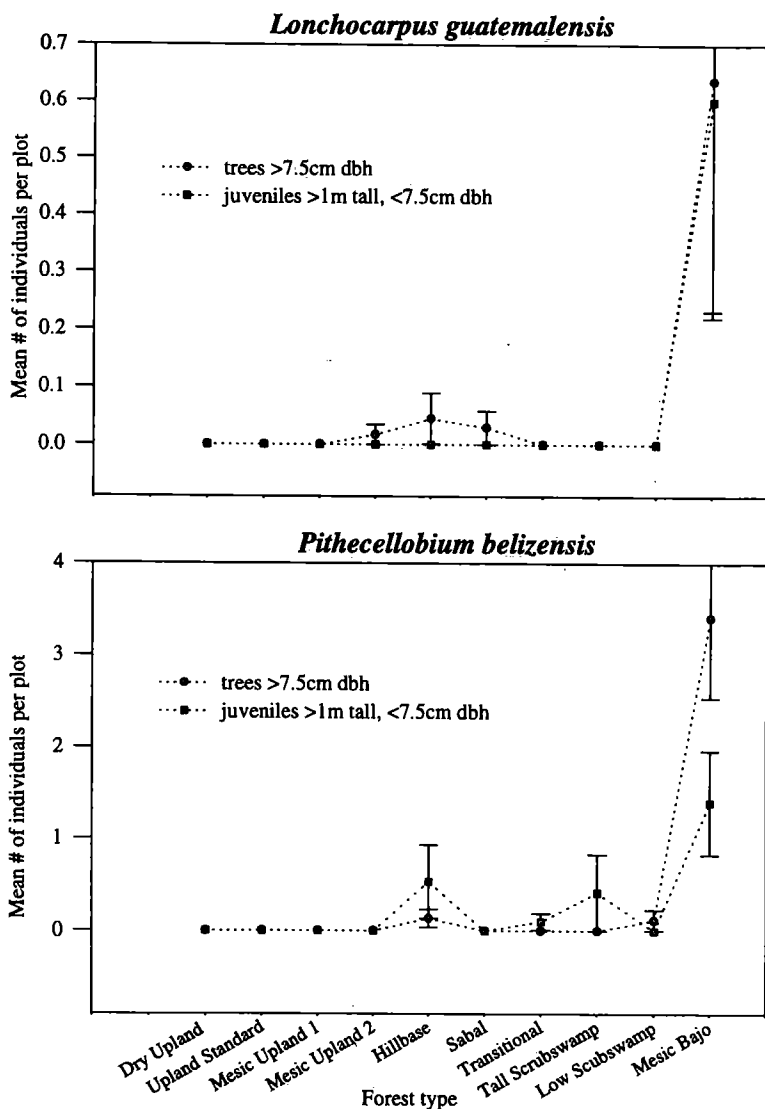 Lonchocarpus guatemalensis
0.7
0.6
0.5
0.4
0.3
0.2
0.1
0.0
Mean # of individuals per plot
trees >7.5cm dbh
juveniles >1m tall, <7.5cm dbh
Pithecellobium belizensis
4
3
2
1
0
Mean # of individuals per plot
trees >7.5cm dbh
juveniles >1m tall, <7.5cm dbh
Dry Upland
Upland Standard
Mesic Upland 1
Mesic Upland 2
Hillbase
Sabal
Transitional
Tall Scrubswamp
Low Scubswamp
Mesic Bajo
Forest type